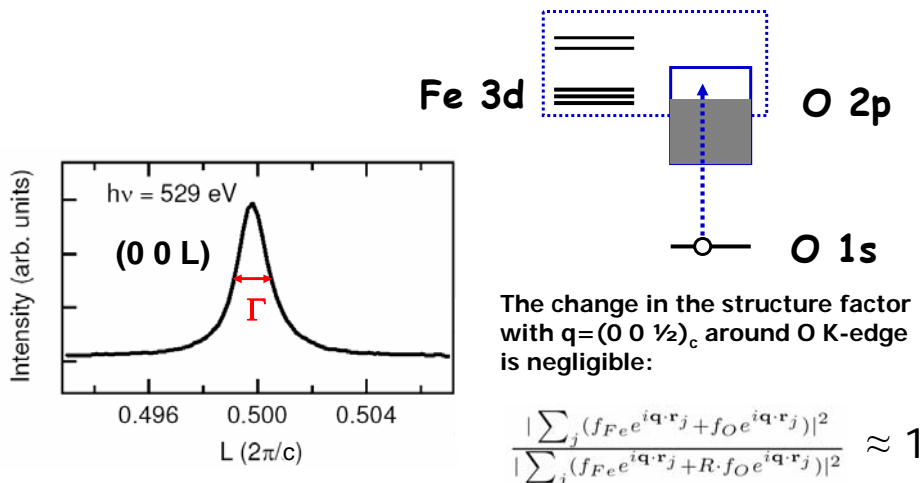 Fe 3d
O 2p
O 1s
hν = 529 eV
(0 0 L)
Γ
Intensity (arb. units)
0.496 0.500 0.504
L (2π/c)
The change in the structure factor
with q=(0 0 ½)c around O K-edge
is negligible:
|∑j(fFe e^{iq·rj}+fO e^{iq·rj})|²
|∑j(fFe e^{iq·rj}+R·fO e^{iq·rj})|²
≈ 1